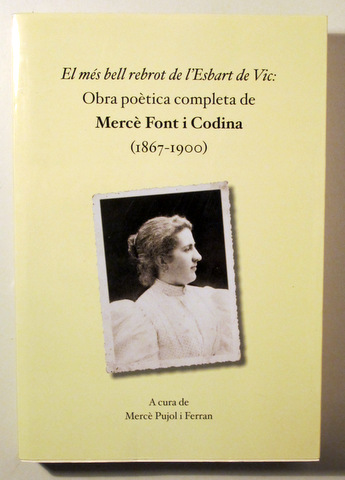 El més bell rebrot de l'Esbart de Vic:
Obra poètica completa de
Mercè Font i Codina
(1867-1900)
A cura de
Mercè Pujol i Ferran